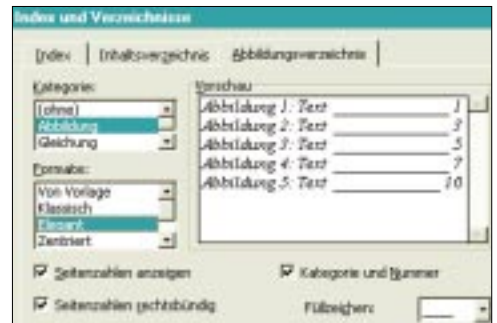 Index und Verzeichnisse
Index Inhaltsverzeichnis Abbildungsverzeichnis
Kategorie: Vorschau
(ohne)
Abbildung
Gleichung
Abbildung 1: Text 1
Abbildung 2: Text 3
Abbildung 3: Text 5
Abbildung 4: Text 7
Abbildung 5: Text 10
Formate:
Von Vorlage
Klassisch
Elegant
Zentriert
Seitenzahlen anzeigen Kategorie und Nummer
Seitenzahlen rechtsbündig Füllzeichen: